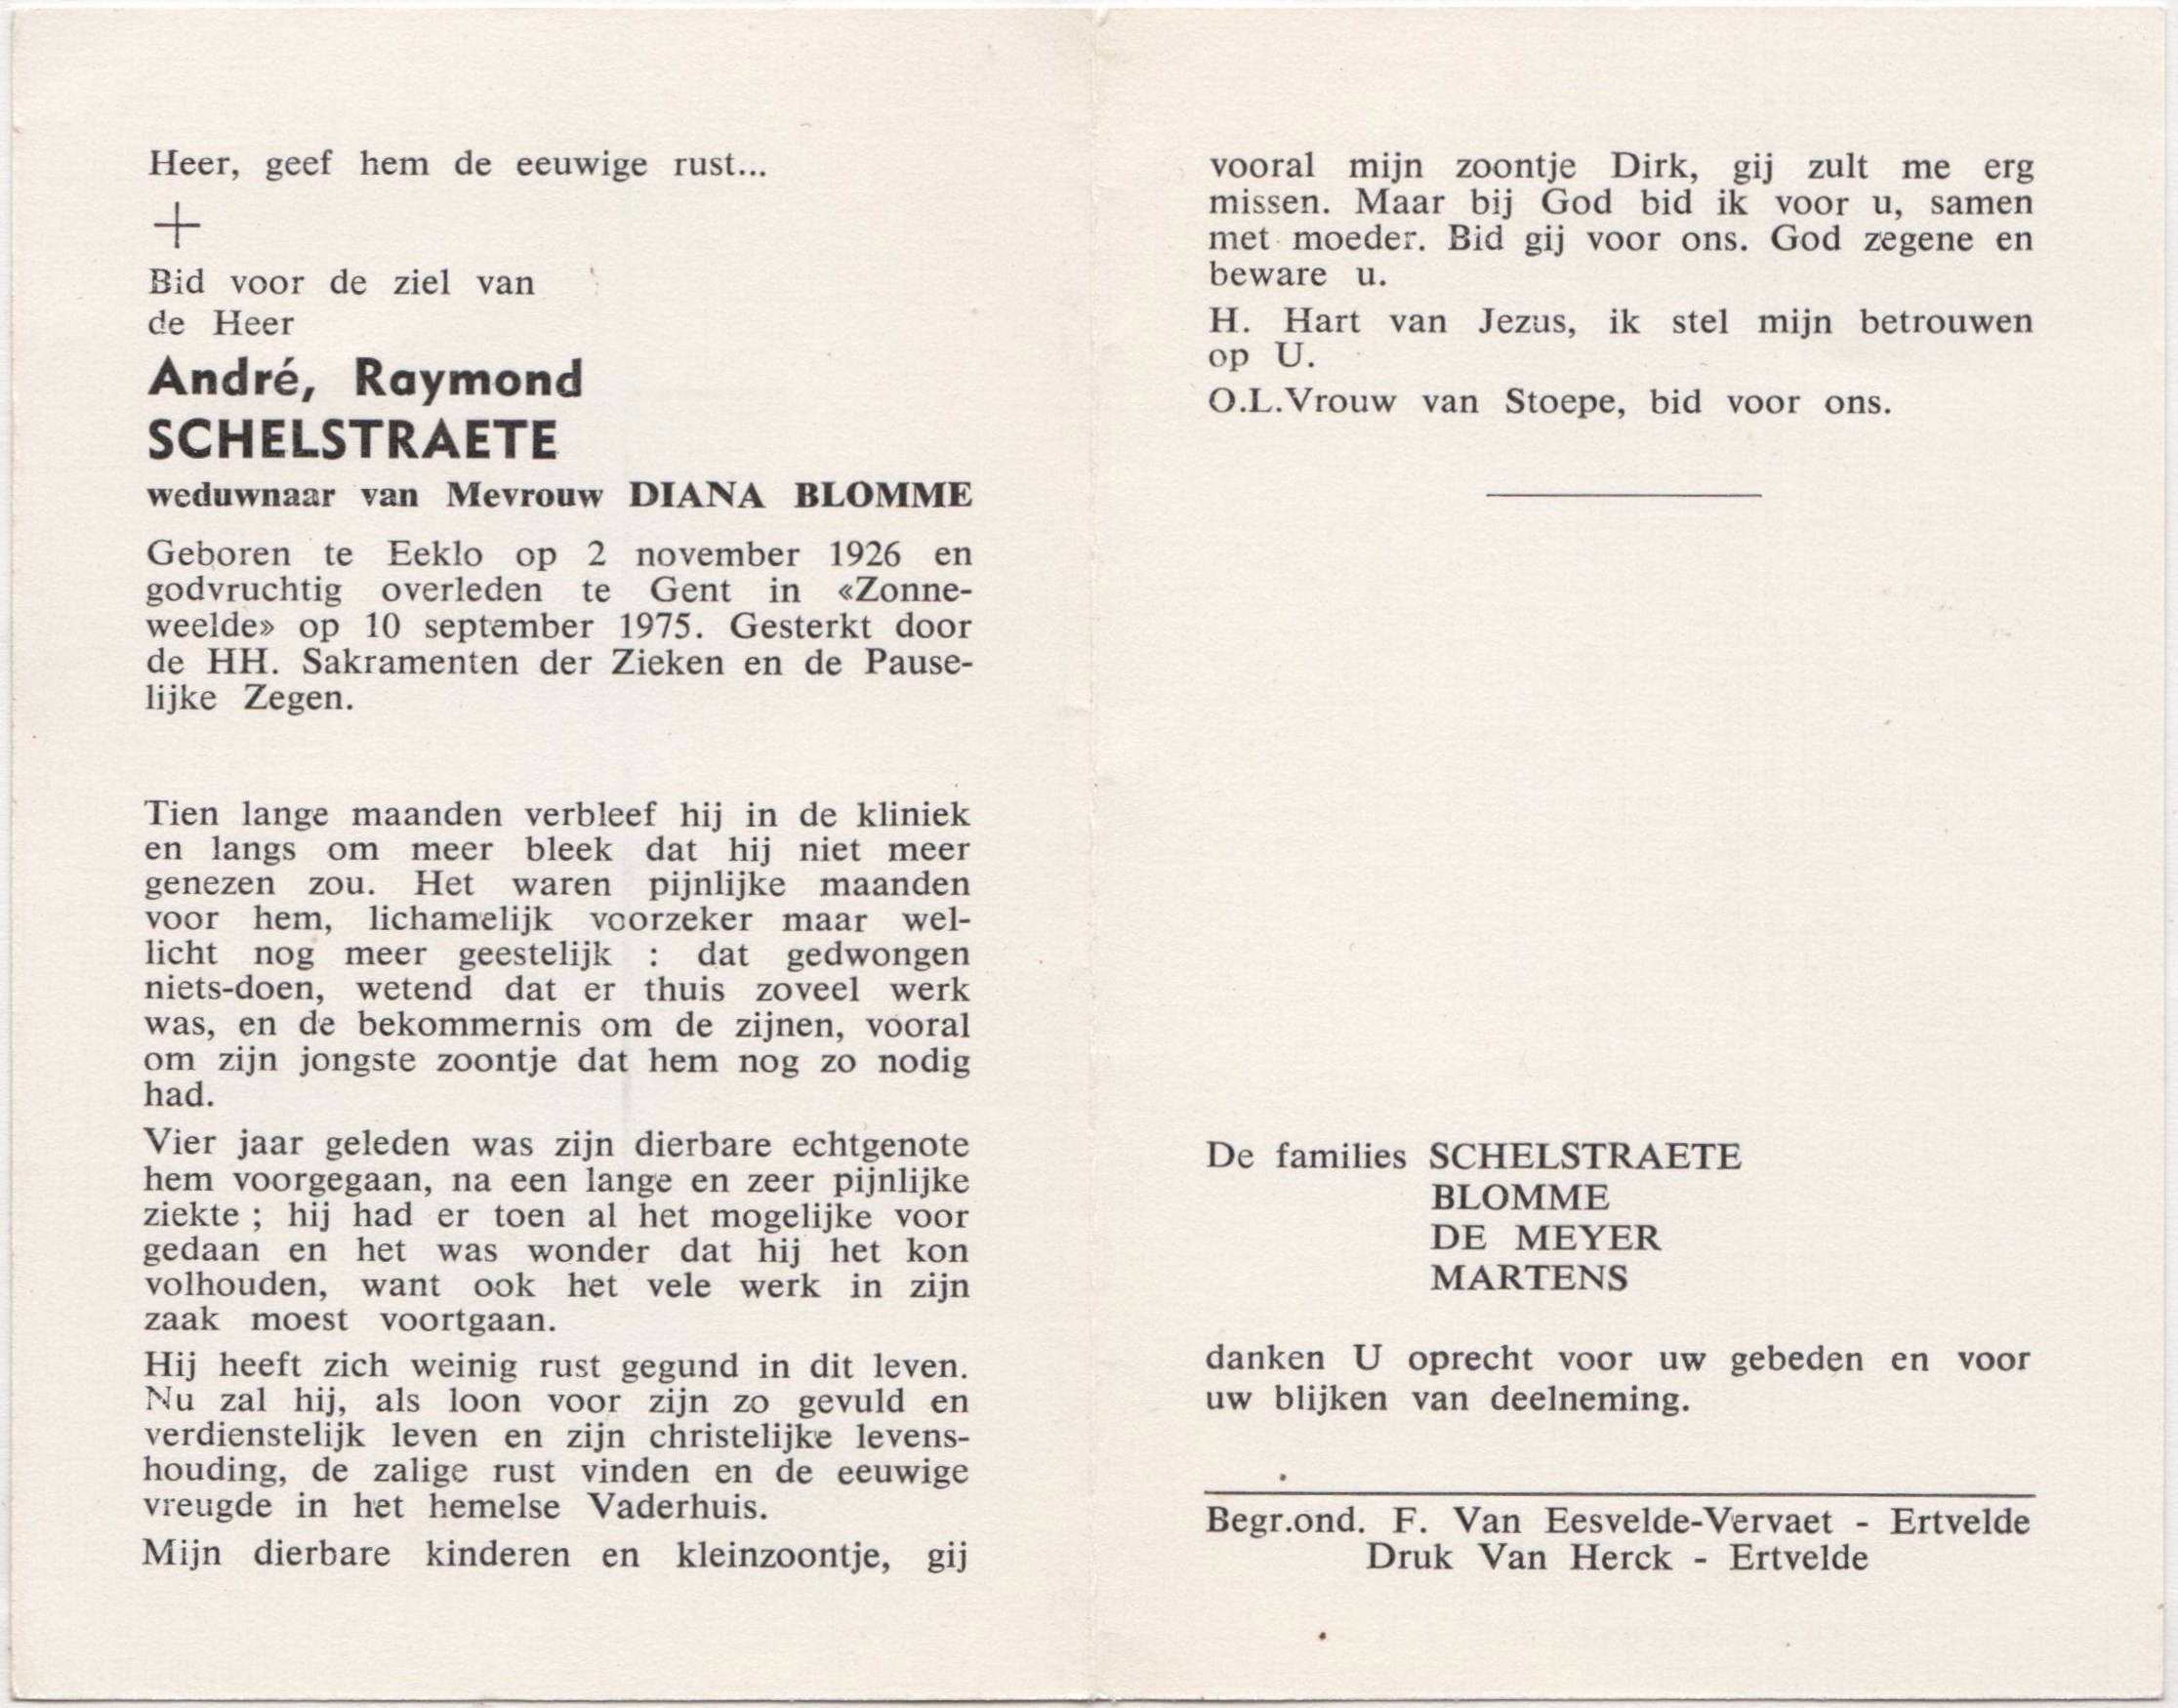 Heer, geef hem de eeuwige rust...
Bid voor de ziel van
de Heer
André, Raymond
SCHELSTRAETE
weduwnaar van Mevrouw DIANA BLOMME
Geboren te Eeklo op 2 november 1926 en
godvruchtig overleden te Gent in «Zonne-
weelde» op 10 september 1975. Gesterkt door
de HH. Sakramenten der Zieken en de Pause-
lijke Zegen.
Tien lange maanden verbleef hij in de kliniek
en langs om meer bleek dat hij niet meer
genezen zou. Het waren pijnlijke maanden
voor hem, lichamelijk voorzeker maar wel-
licht nog meer geestelijk : dat gedwongen
niets-doen, wetend dat er thuis zoveel werk
was, en de bekommernis om de zijnen, vooral
om zijn jongste zoontje dat hem nog zo nodig
had.
Vier jaar geleden was zijn dierbare echtgenote
hem voorgegaan, na een lange en zeer pijnlijke
ziekte ; hij had er toen al het mogelijke voor
gedaan en het was wonder dat hij het kon
volhouden, want ook het vele werk in zijn
zaak moest voortgaan.
Hij heeft zich weinig rust gegund in dit leven.
Nu zal hij, als loon voor zijn zo gevuld en
verdienstelijk leven en zijn christelijke levens-
houding, de zalige rust vinden en de eeuwige
vreugde in het hemelse Vaderhuis.
Mijn dierbare kinderen en kleinzoontje, gij
vooral mijn zoontje Dirk, gij zult me erg
missen. Maar bij God bid ik voor u, samen
met moeder. Bid gij voor ons. God zegene en
beware u.
H. Hart van Jezus, ik stel mijn betrouwen
op U.
O.L.Vrouw van Stoepe, bid voor ons.
De families SCHELSTRAETE
BLOMME
DE MEYER
MARTENS
danken U oprecht voor uw gebeden en voor
uw blijken van deelneming.
Begr.ond. F. Van Eesvelde-Vervaet - Ertvelde
Druk Van Herck - Ertvelde